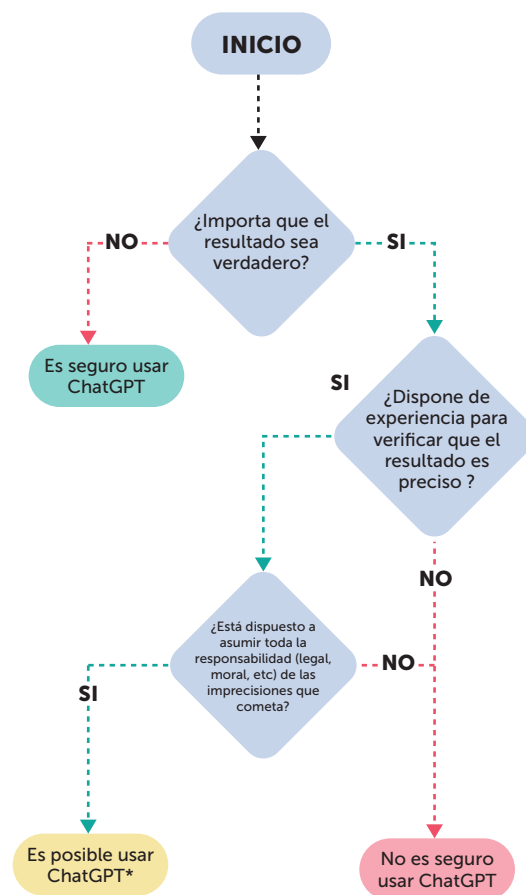 INICIO
¿Importa que el
resultado sea
verdadero?
NO
SI
Es seguro usar
ChatGPT
SI
¿Dispone de
experiencia para
verificar que el
resultado es
preciso ?
NO
¿Está dispuesto a
asumir toda la
responsabilidad (legal,
moral, etc) de las
imprecisiones que
cometa?
NO
SI
Es posible usar
ChatGPT*
No es seguro
usar ChatGPT